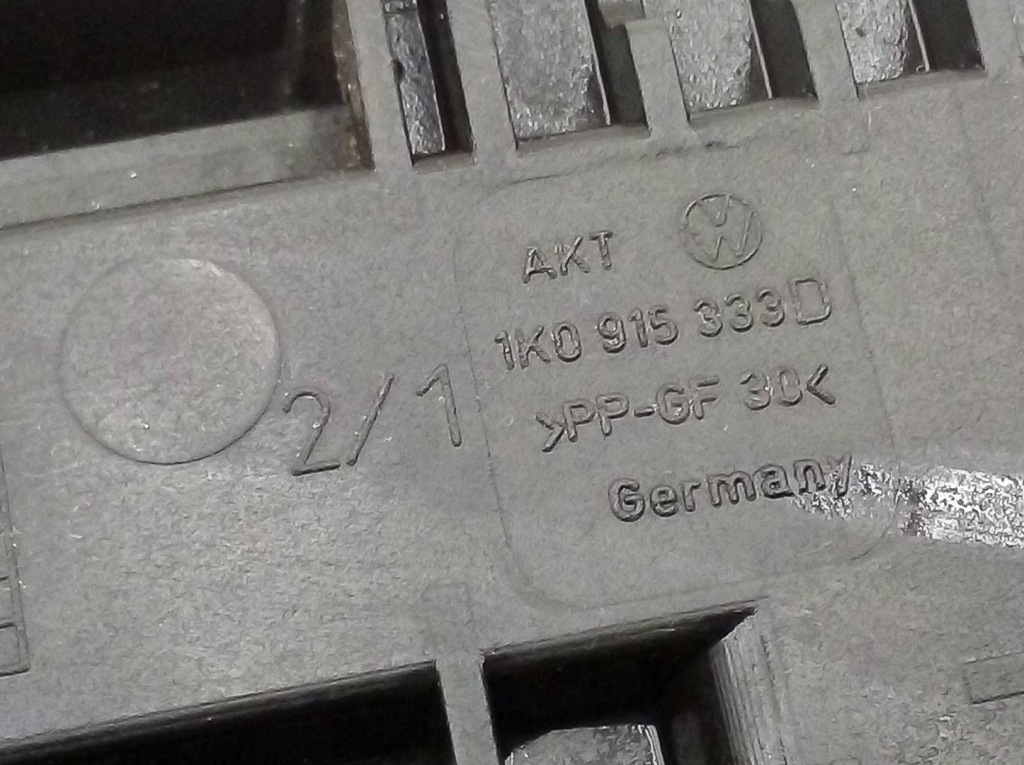 AKT
1K0 915 333D
>PP-GF 30<
Germany
2/1